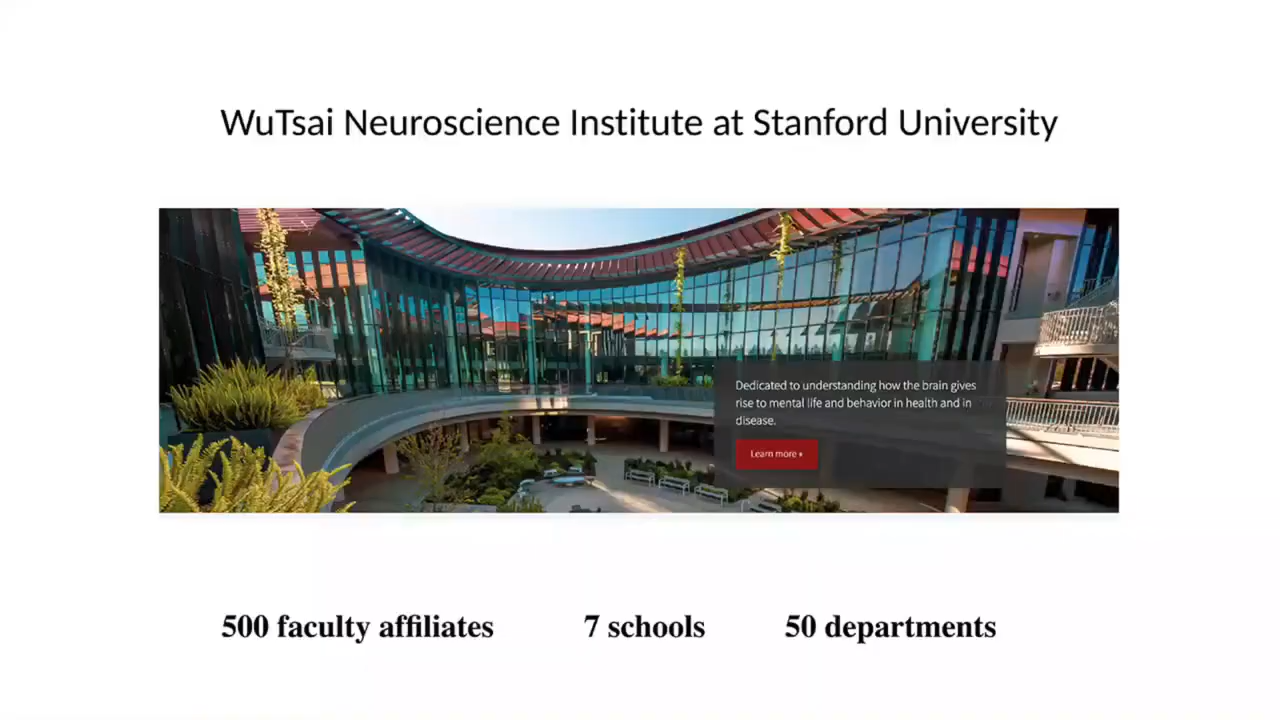 WuTsai Neuroscience Institute at Stanford University
Dedicated to understanding how the brain gives
rise to mental life and behavior in health and in
disease.
Learn more »
500 faculty affiliates 7 schools 50 departments